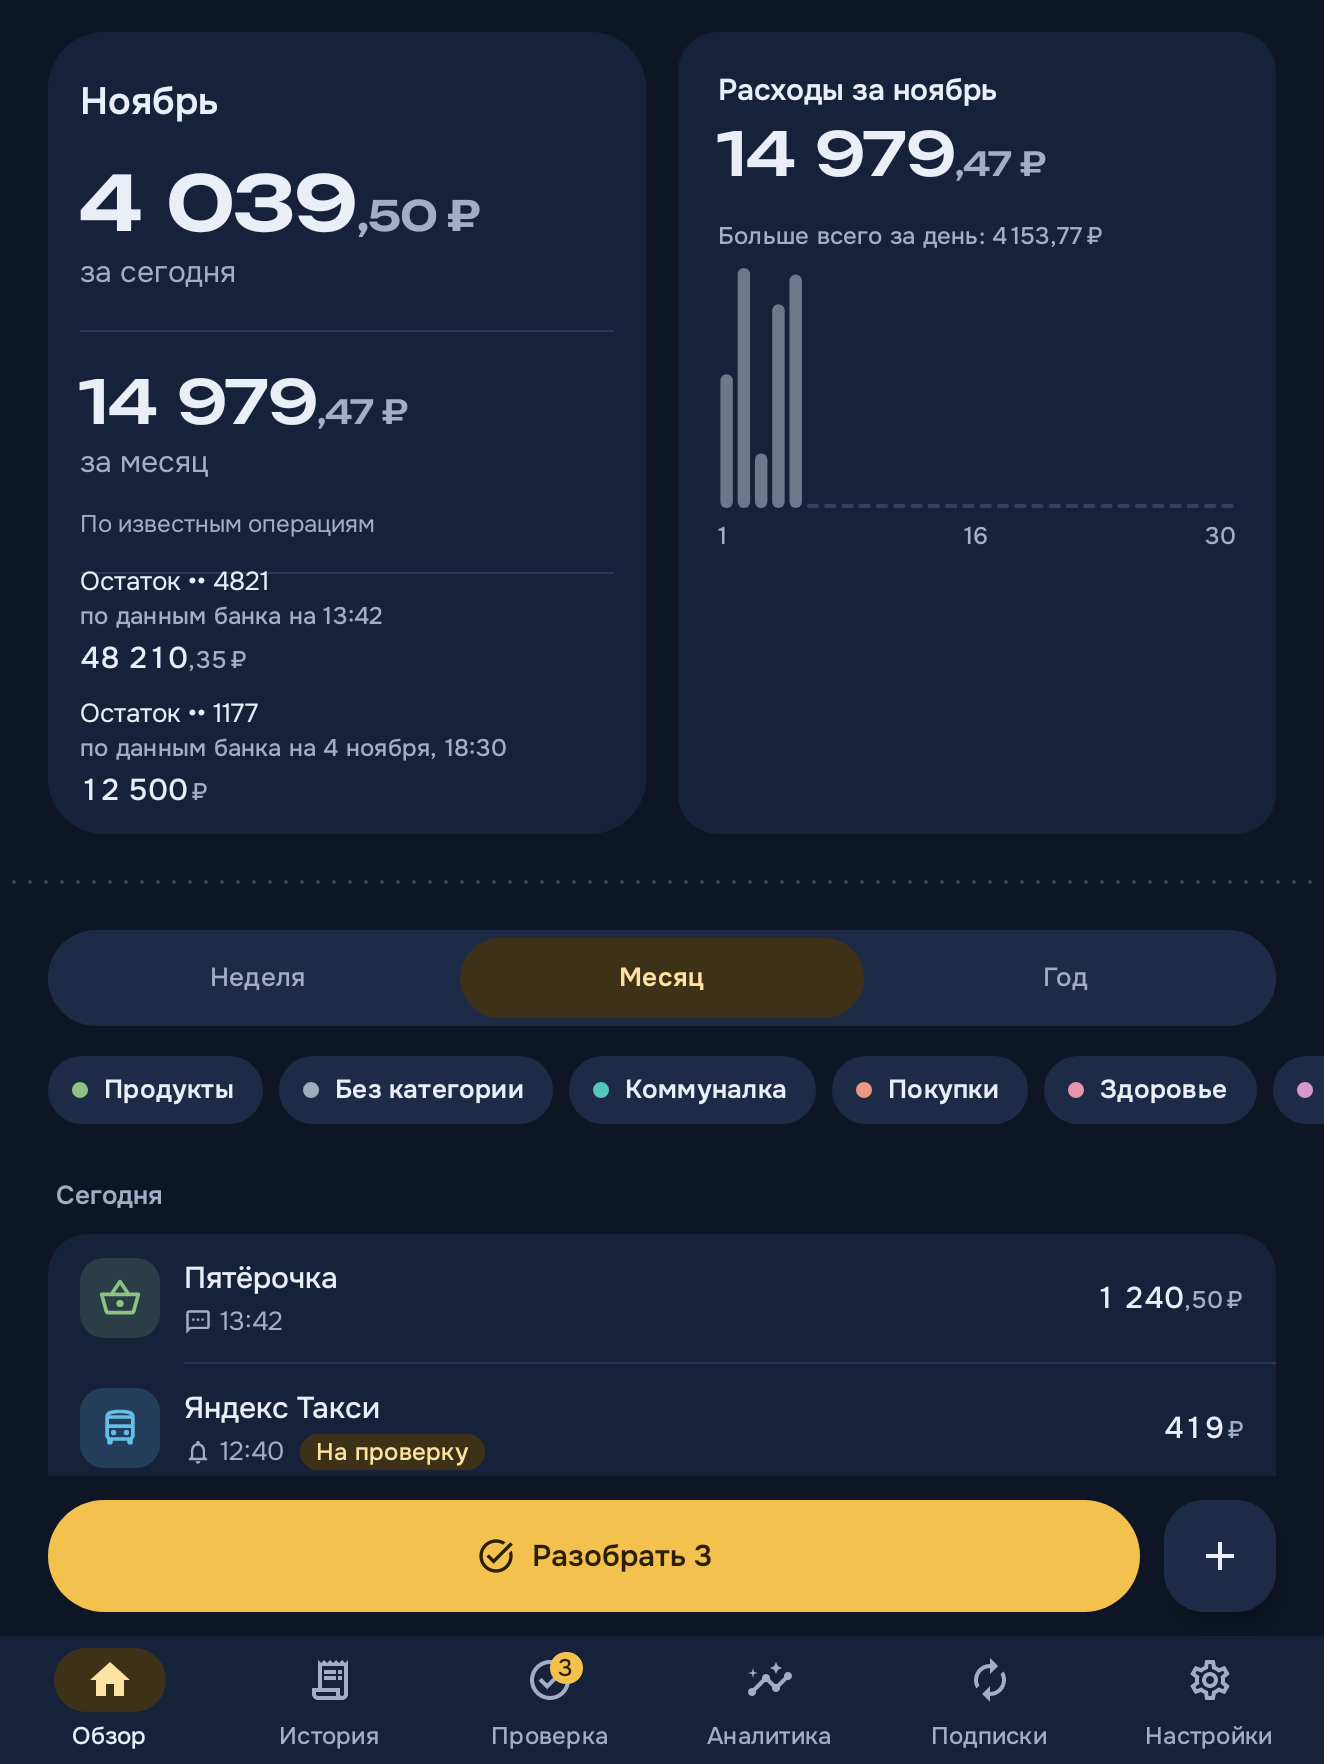 Ноябрь
4 039,50 ₽
за сегодня
14 979,47 ₽
за месяц
По известным операциям
Остаток •• 4821
по данным банка на 13:42
48 210,35 ₽
Остаток •• 1177
по данным банка на 4 ноября, 18:30
12 500 ₽
Расходы за ноябрь
14 979,47 ₽
Больше всего за день: 4 153,77 ₽
1 16 30
Неделя Месяц Год
Продукты Без категории Коммуналка Покупки Здоровье
Сегодня
Пятёрочка
13:42
1 240,50 ₽
Яндекс Такси
12:40 На проверку
419 ₽
Разобрать 3
3
Обзор История Проверка Аналитика Подписки Настройки